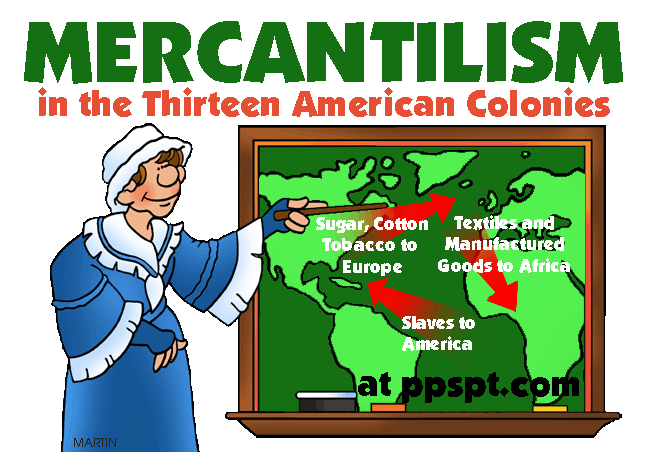 MERCANTILISM
in the Thirteen American Colonies
Sugar, Cotton
Tobacco to
Europe
Textiles and
Manufactured
Goods to Africa
Slaves to
America
at ppspt.com
MARTIN